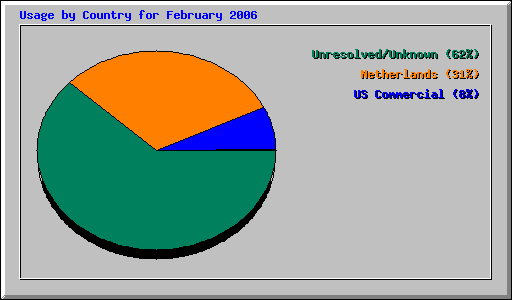 Usage by Country for February 2006
Unresolved/Unknown (62%)
Netherlands (31%)
US Commercial (8%)